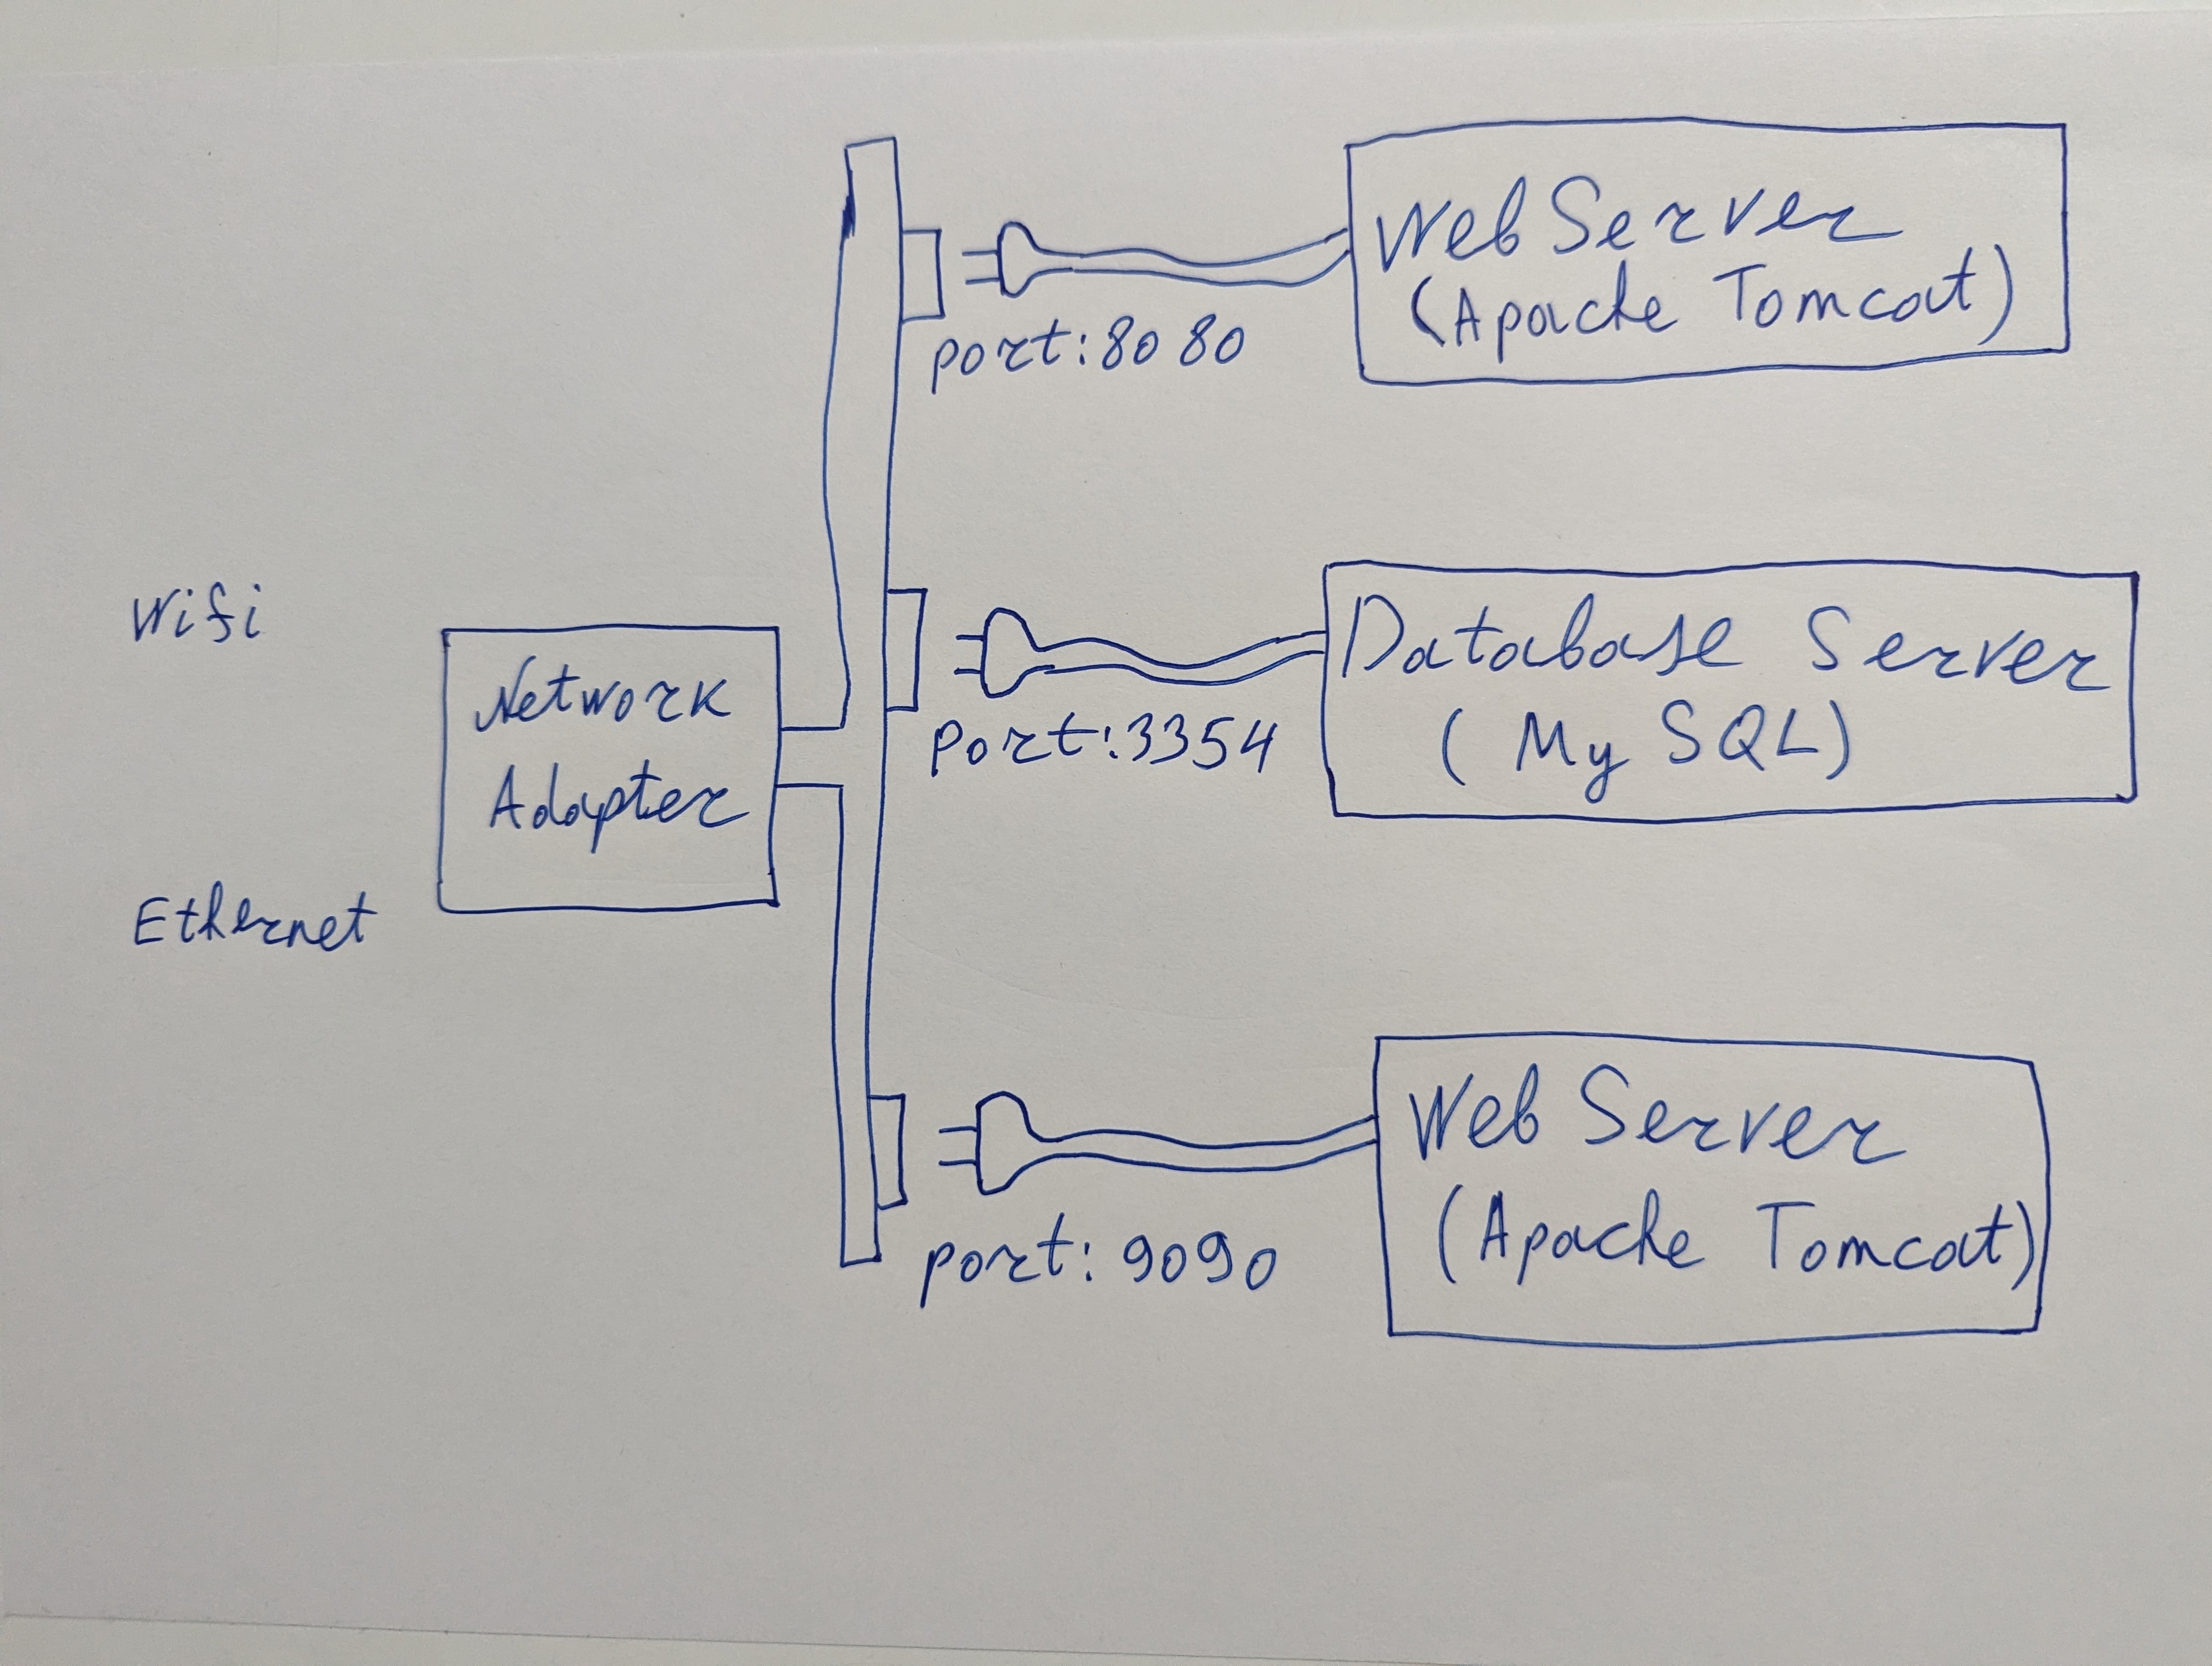 Web Server
(Apache Tomcat)
port: 8080
Wifi
Network
Adapter
Ethernet
Database Server
(My SQL)
Port: 3354
Web Server
(Apache Tomcat)
port: 9090